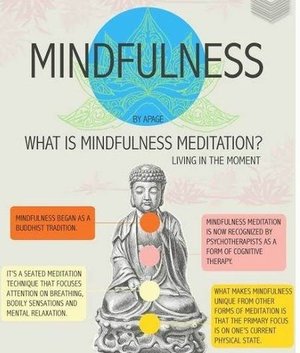 MINDFULNESS
BY APAGE
WHAT IS MINDFULNESS MEDITATION?
LIVING IN THE MOMENT
MINDFULNESS BEGAN AS A
BUDDHIST TRADITION.
MINDFULNESS MEDITATION
IS NOW RECOGNIZED BY
PSYCHOTHERAPISTS AS A
FORM OF COGNITIVE
THERAPY.
IT'S A SEATED MEDITATION
TECHNIQUE THAT FOCUSES
ATTENTION ON BREATHING,
BODILY SENSATIONS AND
MENTAL RELAXATION.
WHAT MAKES MINDFULNESS
UNIQUE FROM OTHER
FORMS OF MEDITATION IS
THAT THE PRIMARY FOCUS
IS ON ONE'S CURRENT
PHYSICAL STATE.